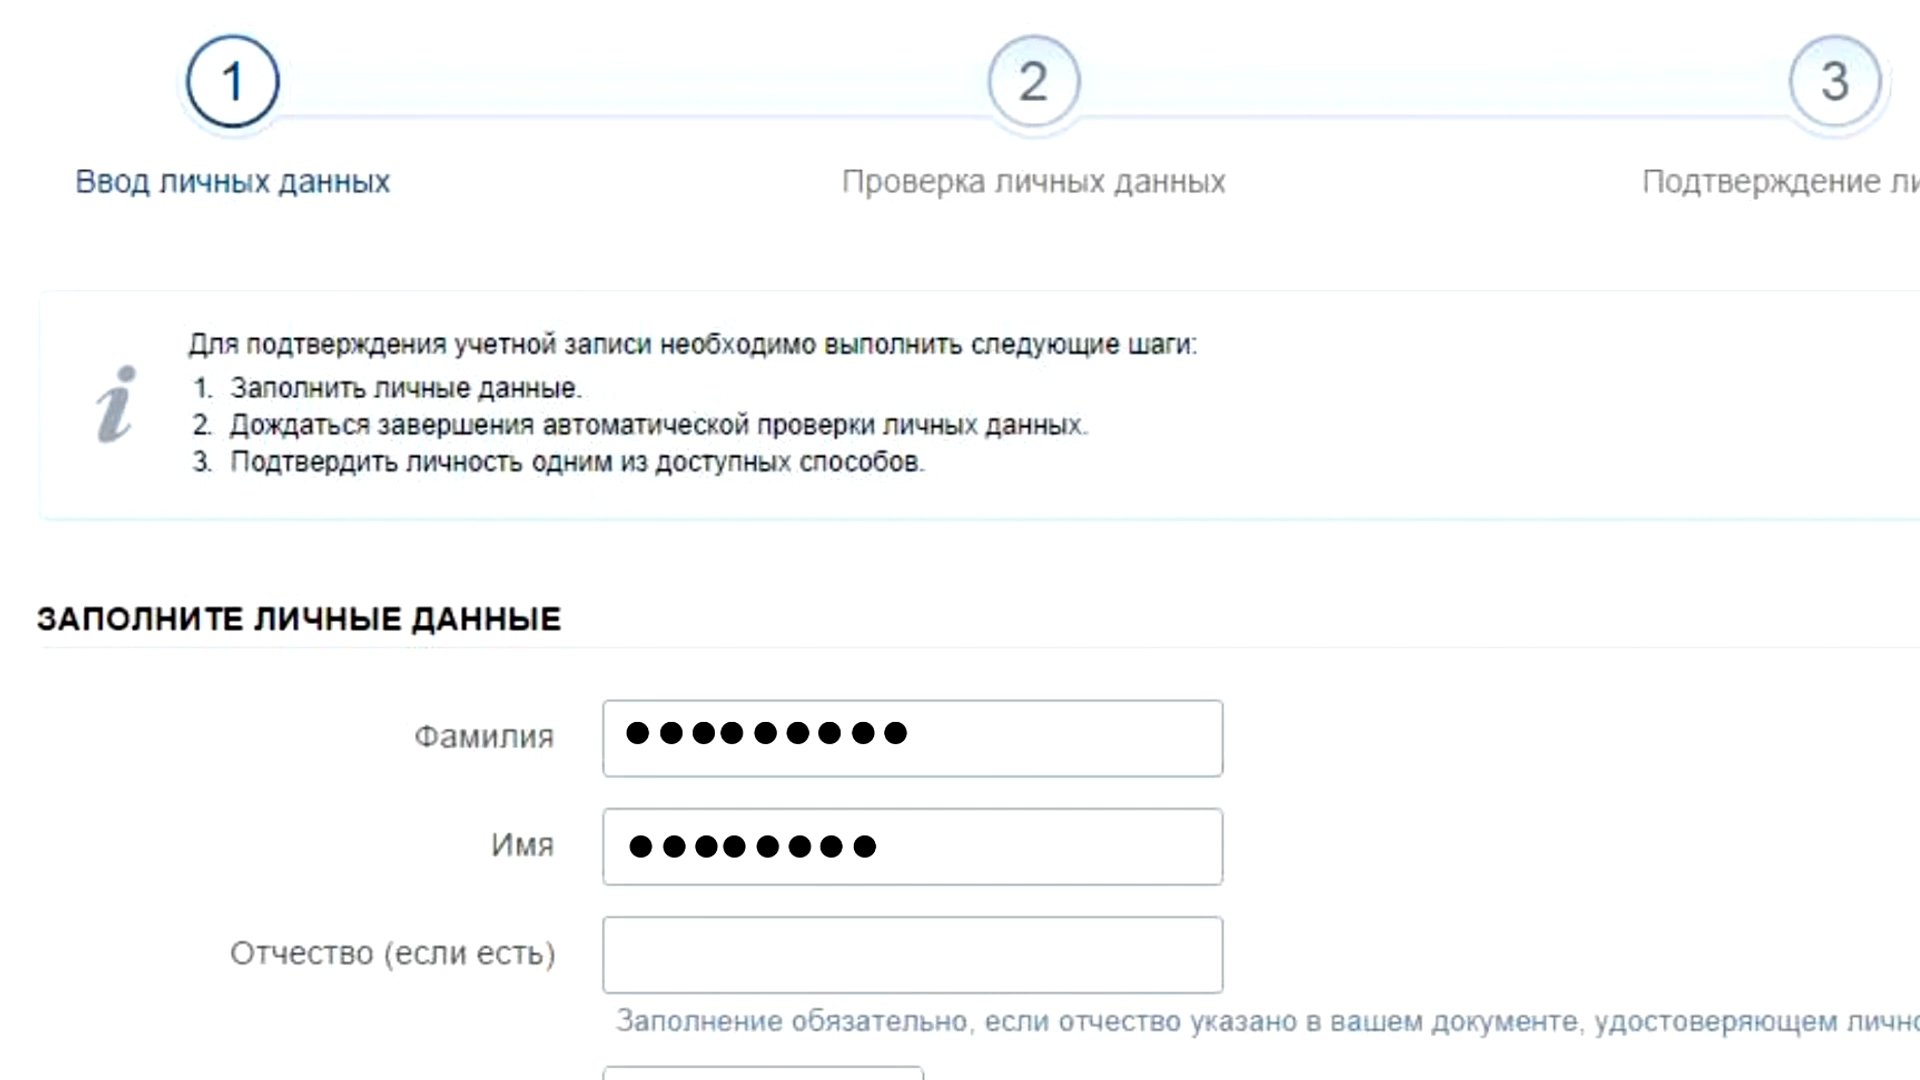 1
2
3
Ввод личных данных
Проверка личных данных
Подтверждение
Для подтверждения учетной записи необходимо выполнить следующие шаги:
1. Заполнить личные данные.
2. Дождаться завершения автоматической проверки личных данных.
3. Подтвердить личность одним из доступных способов.
ЗАПОЛНИТЕ ЛИЧНЫЕ ДАННЫЕ
Фамилия
Имя
Отчество (если есть)
Заполнение обязательно, если отчество указано в вашем документе, удостоверяющем